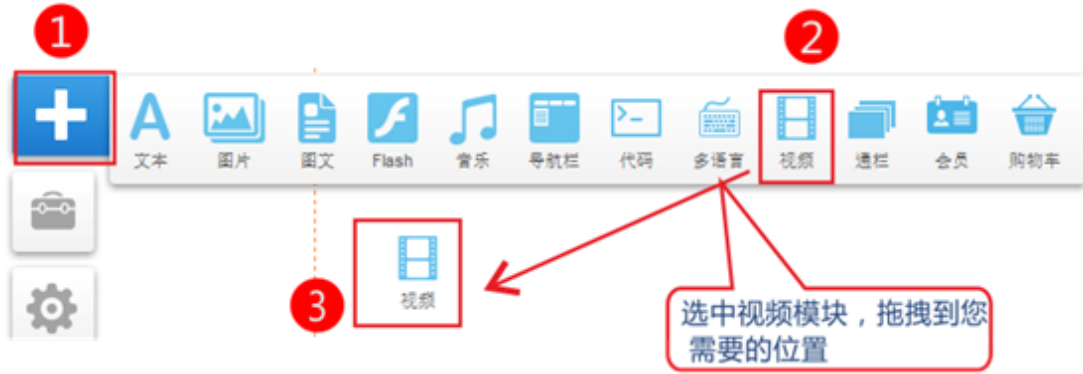 1
2
文本 图片 图文 Flash 音乐 导航栏 代码 多语言 视频 通栏 会员 购物车
3
视频
选中视频模块，拖拽到您
需要的位置